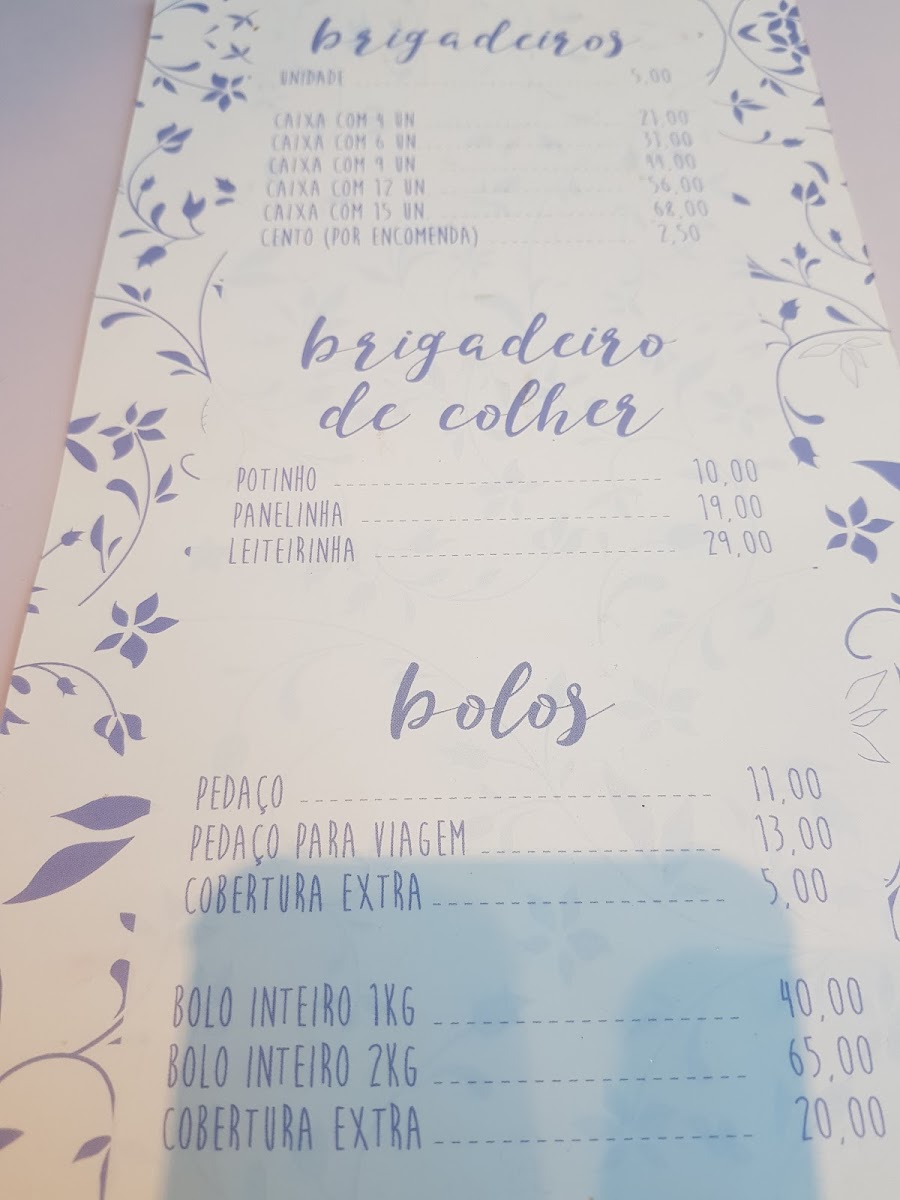 brigadeiros
UNIDADE 5,00
CAIXA COM 4 UN 21,00
CAIXA COM 6 UN 31,00
CAIXA COM 9 UN 44,00
CAIXA COM 12 UN 56,00
CAIXA COM 15 UN 68,00
CENTO (POR ENCOMENDA) 2,50
brigadeiro
de colher
POTINHO 10,00
PANELINHA 19,00
LEITEIRINHA 29,00
bolos
PEDAÇO 11,00
PEDAÇO PARA VIAGEM 13,00
COBERTURA EXTRA 5,00
BOLO INTEIRO 1KG 40,00
BOLO INTEIRO 2KG 65,00
COBERTURA EXTRA 20,00